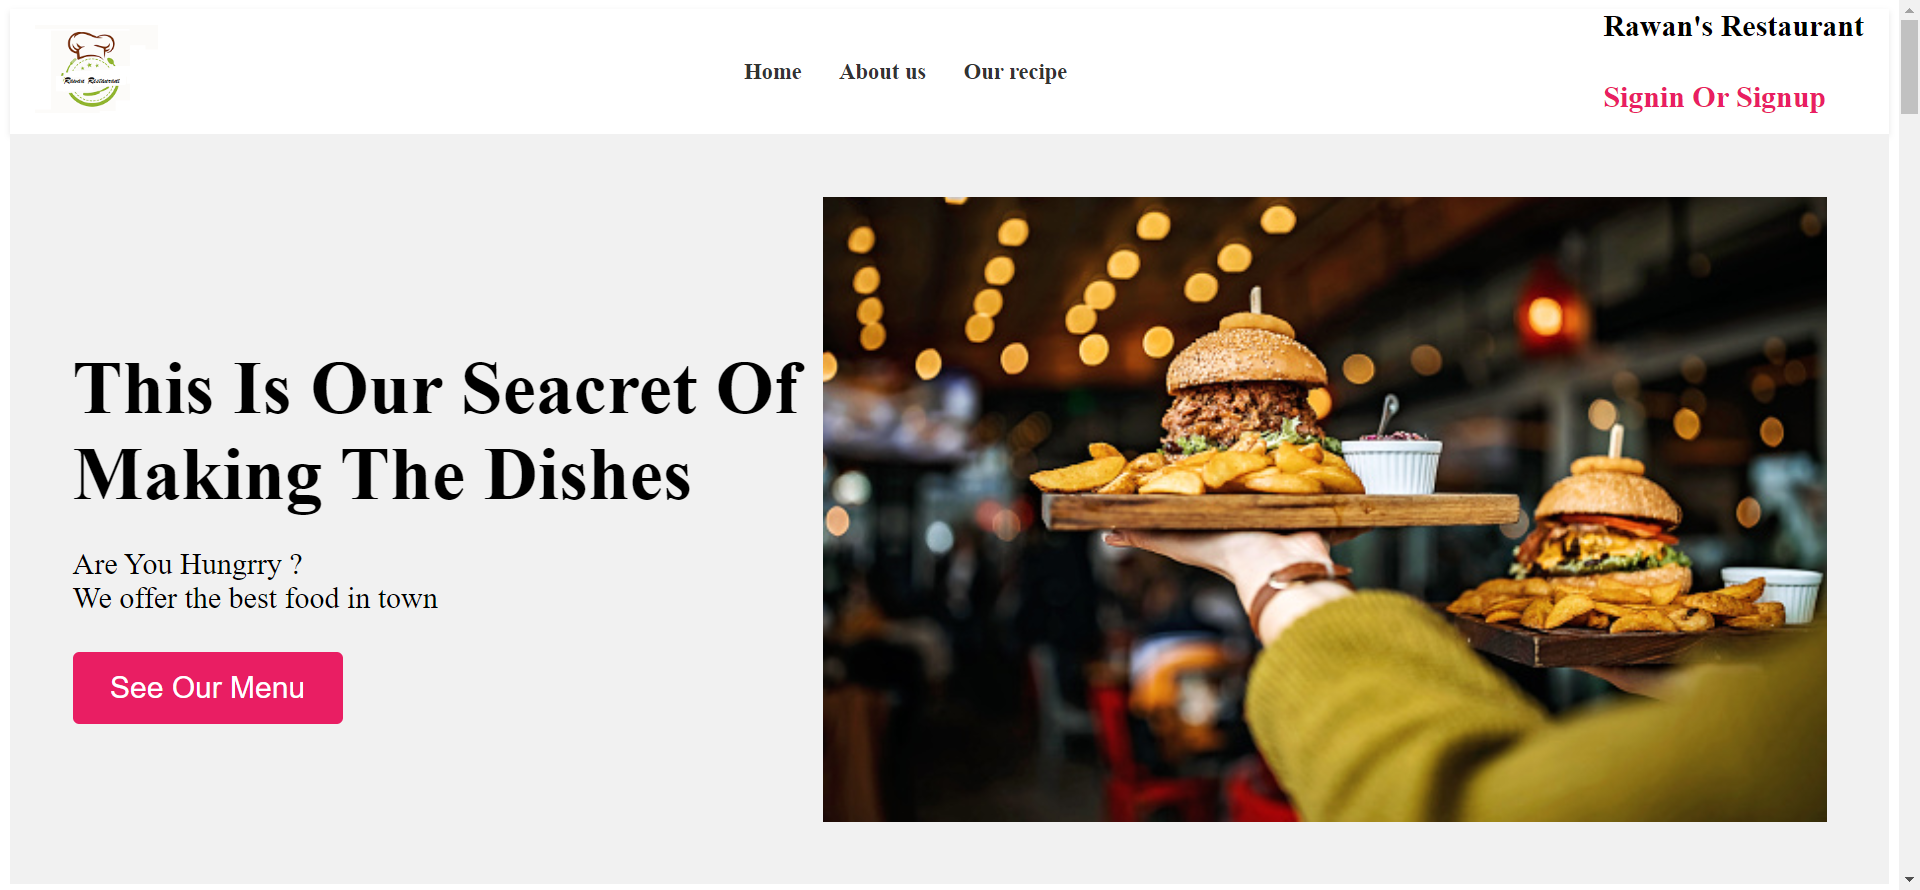 Rawan Restaurant
Home About us Our recipe
Rawan's Restaurant
Signin Or Signup
This Is Our Seacret Of
Making The Dishes
Are You Hungrry ?
We offer the best food in town
See Our Menu